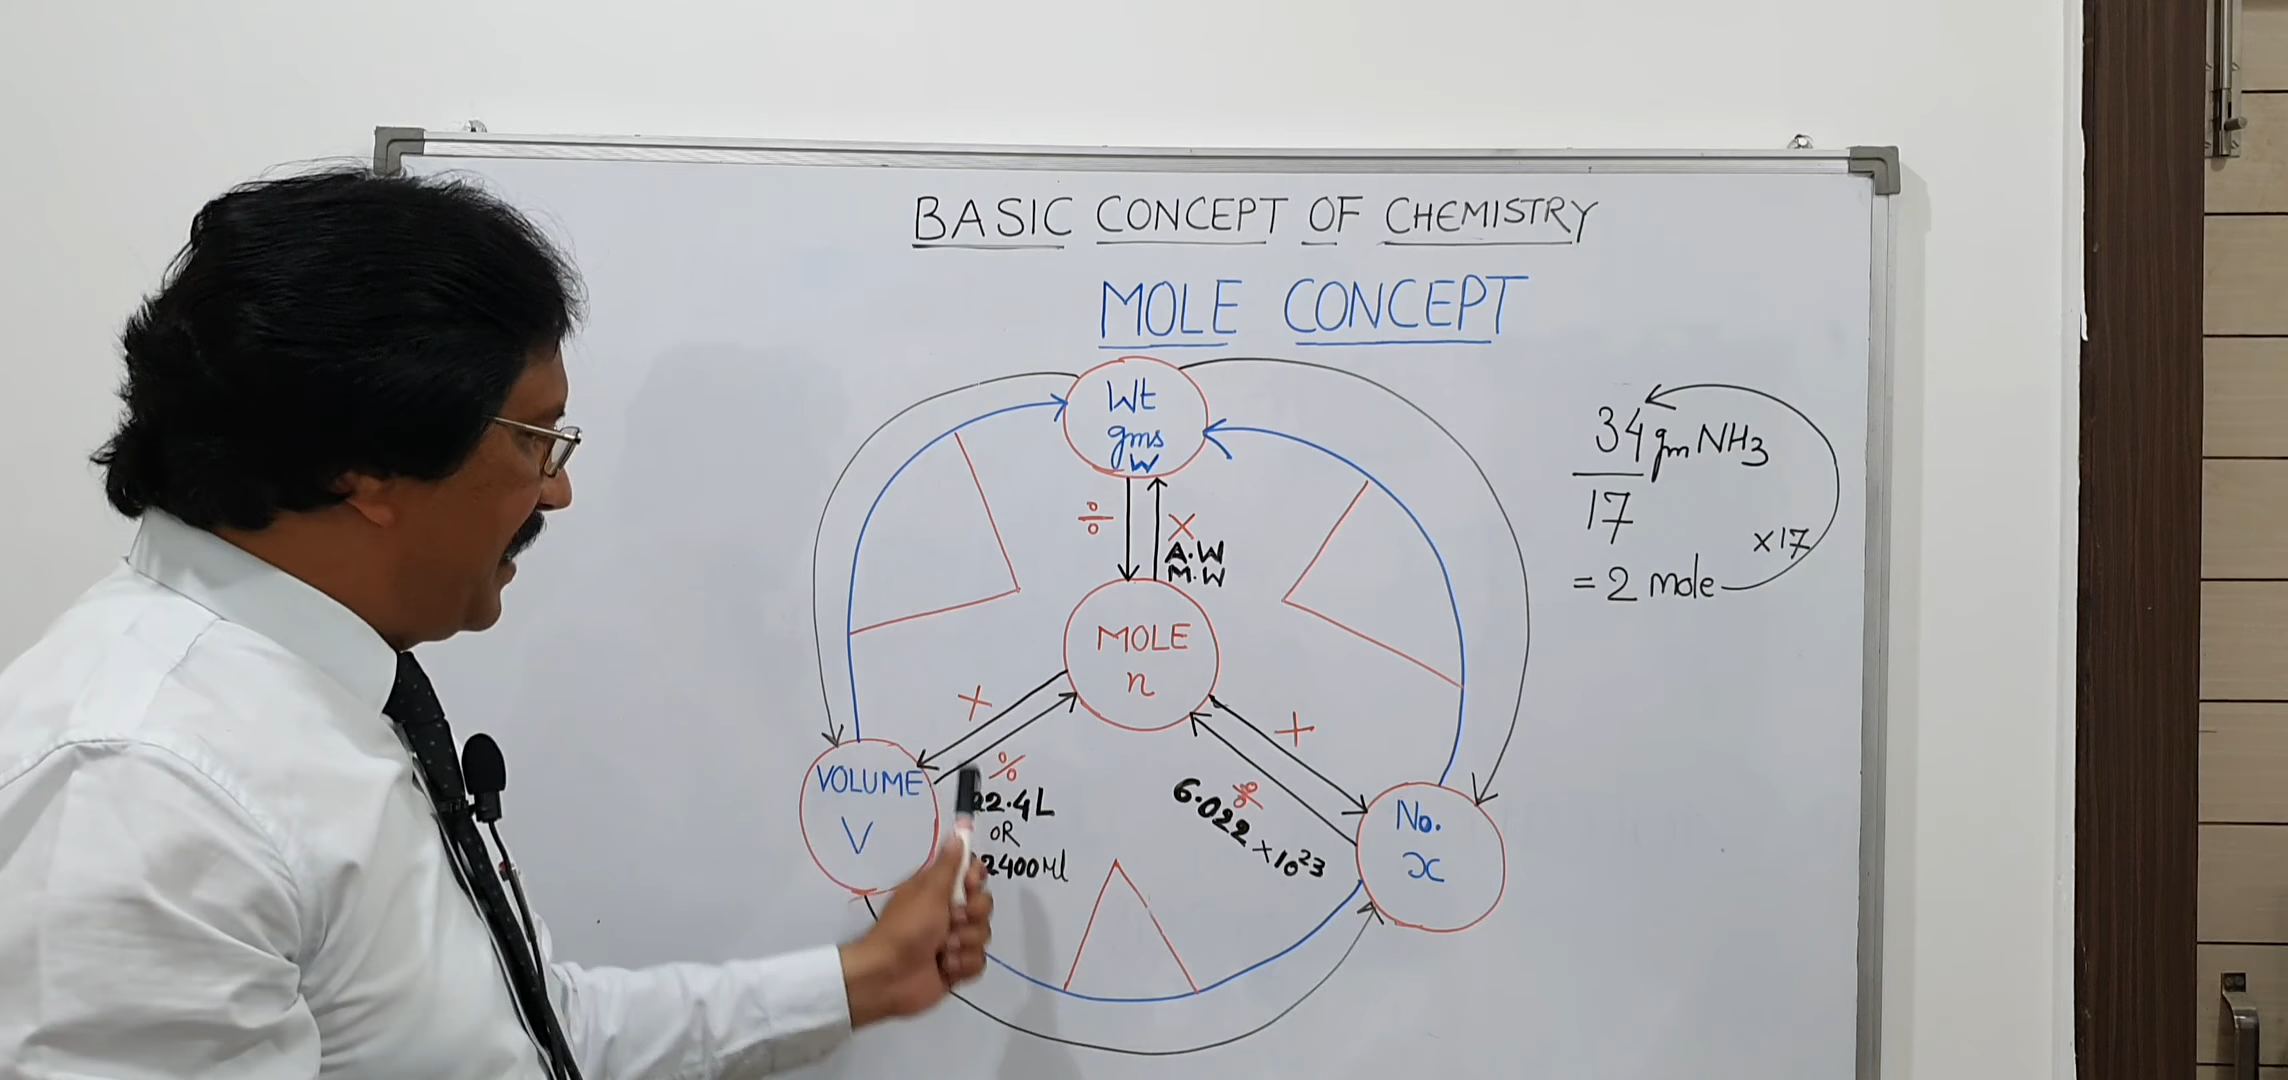 BASIC CONCEPT OF CHEMISTRY
MOLE CONCEPT
Wt
gms
W
÷ ×
A.W
M.W
MOLE
n
×
÷
22.4L
OR
22400Ml
VOLUME
V
×
÷
6.022 ×10²³
No.
x
34 gm NH3
17
= 2 mole
×17